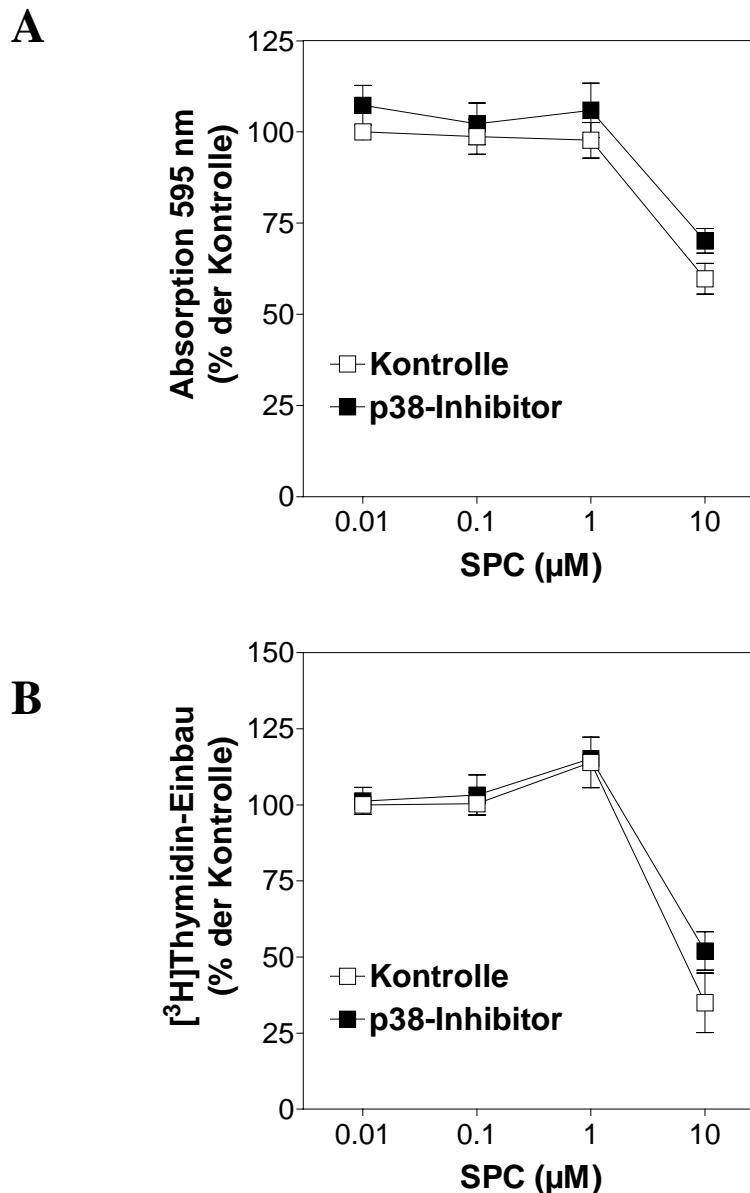 A
Absorption 595 nm
(% der Kontrolle)
125
100
75
50
25
0
Kontrolle
p38-Inhibitor
0.01 0.1 1 10
SPC (µM)
B
[³H]Thymidin-Einbau
(% der Kontrolle)
150
125
100
75
50
25
0
Kontrolle
p38-Inhibitor
0.01 0.1 1 10
SPC (µM)